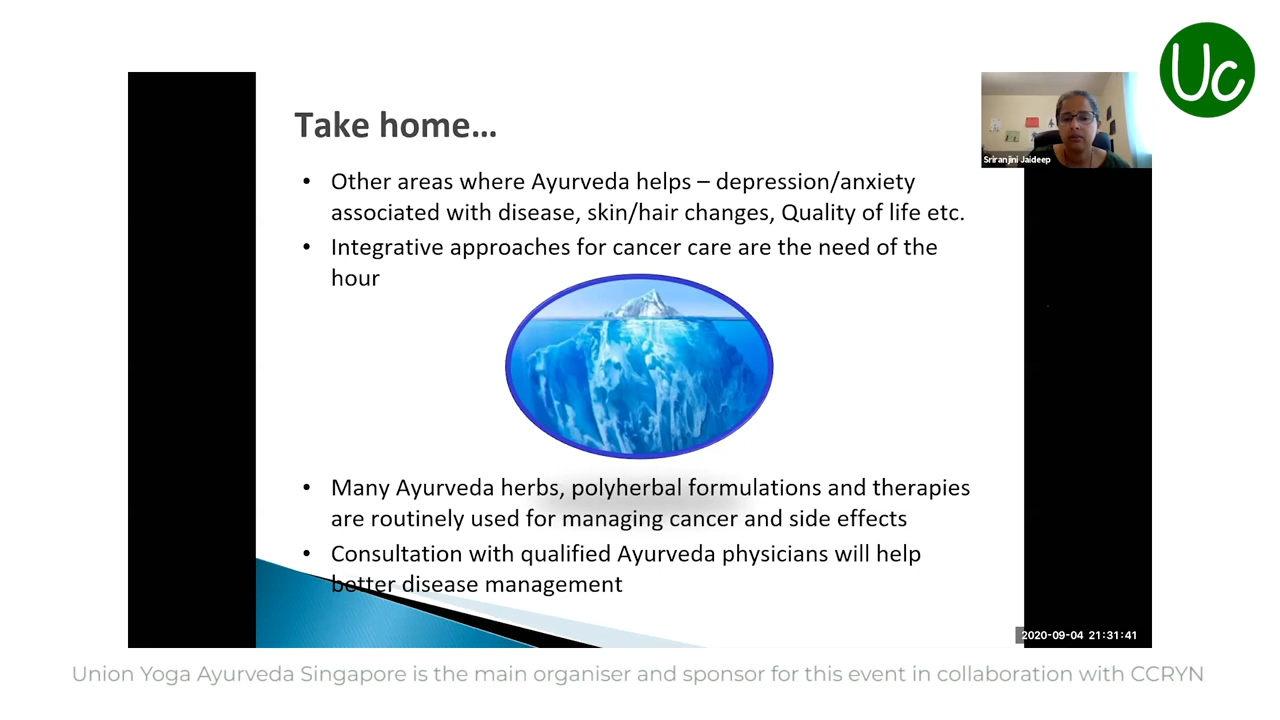 Uc
Take home…
Sriranjini Jaideep
• Other areas where Ayurveda helps – depression/anxiety
associated with disease, skin/hair changes, Quality of life etc.
• Integrative approaches for cancer care are the need of the
hour
• Many Ayurveda herbs, polyherbal formulations and therapies
are routinely used for managing cancer and side effects
• Consultation with qualified Ayurveda physicians will help
better disease management
2020-09-04 21:31:41
Union Yoga Ayurveda Singapore is the main organiser and sponsor for this event in collaboration with CCRYN